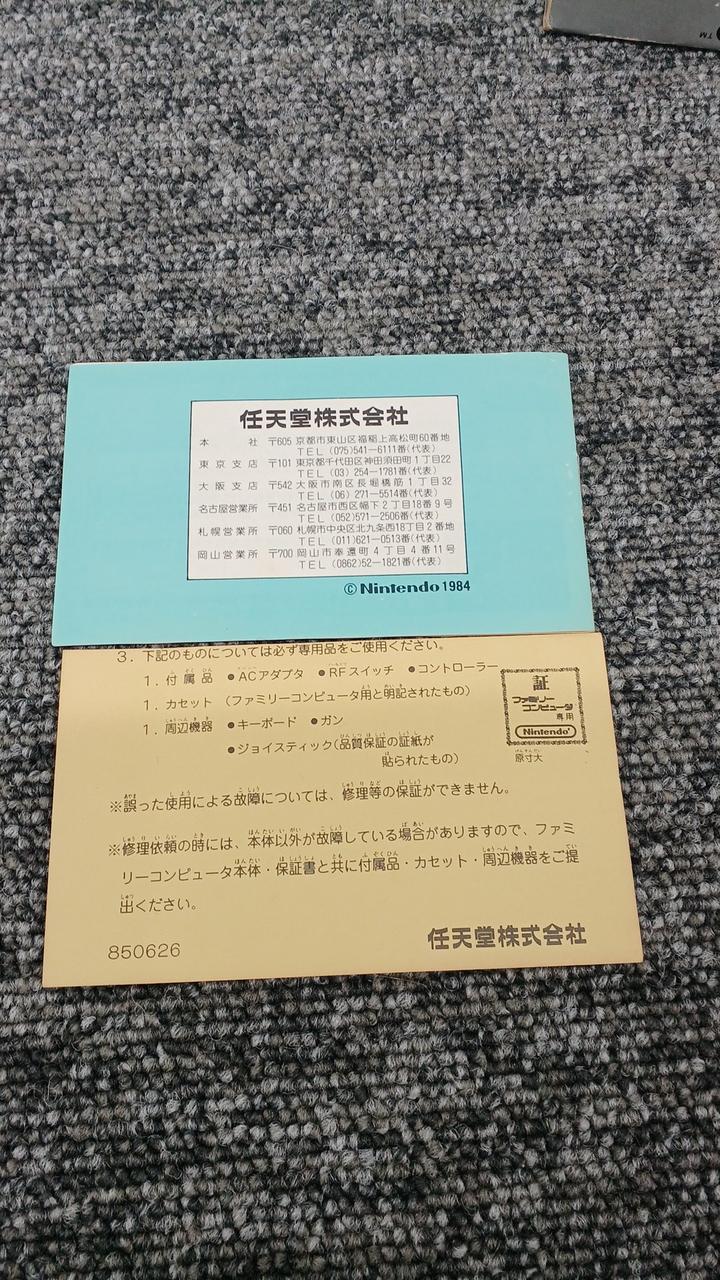 TM
任天堂株式会社
本社 〒605 京都市東山区福稲上高松町60番地
TEL (075)541-6111番(代表)
東京支店 〒101 東京都千代田区神田須田町1丁目22
TEL (03) 254-1781番(代表)
大阪支店 〒542 大阪市南区長堀橋筋1丁目32
TEL (06) 271-5514番(代表)
名古屋営業所 〒451 名古屋市西区幅下2丁目18番9号
TEL (052)571-2506番(代表)
札幌営業所 〒060 札幌市中央区北九条西18丁目2番地
TEL (011)621-0513番(代表)
岡山営業所 〒700 岡山市奉還町4丁目4番11号
TEL (0862)52-1821番(代表)
©Nintendo 1984
3. 下記のものについては必ず専用品をご使用ください。
1. 付属品 ●ACアダプタ ●RFスイッチ ●コントローラー
1. カセット (ファミリーコンピュータ用と明記されたもの)
1. 周辺機器 ●キーボード ●ガン
●ジョイスティック(品質保証の証紙が
貼られたもの)
証
ファミリー
コンピュータ
専用
Nintendo
原寸大
※誤った使用による故障については、修理等の保証ができません。
※修理依頼の時には、本体以外が故障している場合がありますので、ファミ
リーコンピュータ本体・保証書と共に付属品・カセット・周辺機器をご提
出ください。
850626
任天堂株式会社